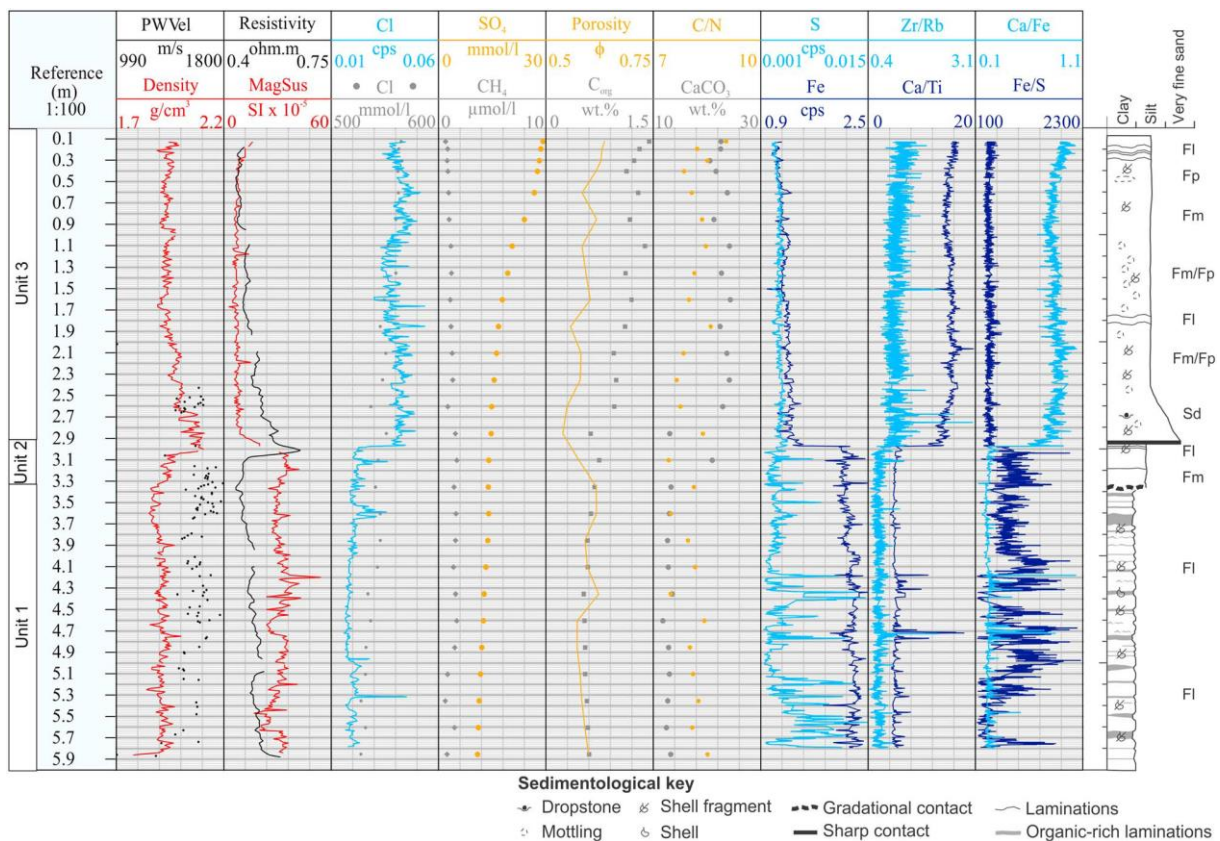 PWVel Resistivity Cl SO₄ Porosity C/N S Zr/Rb Ca/Fe
m/s ohm.m cps mmol/l ϕ cps
990 1800 0.4 0.75 0.01 0.06 0 30 0.5 0.75 7 10 0.001 0.015 0.4 3.1 0.1 1.1
Reference
(m)
1:100
Density MagSus Cl CH₄ Cₒᵣg CaCO₃ Fe Ca/Ti Fe/S
g/cm³ SI x 10⁻⁵ mmol/l µmol/l wt.% wt.% cps
1.7 2.2 0 60 500 600 0 10 0 1.5 10 30 0.9 2.5 0 20 100 2300
Clay
Silt
Very fine sand
Unit 3
Unit 2
Unit 1
0.1
0.3
0.5
0.7
0.9
1.1
1.3
1.5
1.7
1.9
2.1
2.3
2.5
2.7
2.9
3.1
3.3
3.5
3.7
3.9
4.1
4.3
4.5
4.7
4.9
5.1
5.3
5.5
5.7
5.9
Fl
Fp
Fm
Fm/Fp
Fl
Fm/Fp
Sd
Fl
Fm
Fl
Fl
Sedimentological key
Dropstone Shell fragment Gradational contact Laminations
Mottling Shell Sharp contact Organic-rich laminations